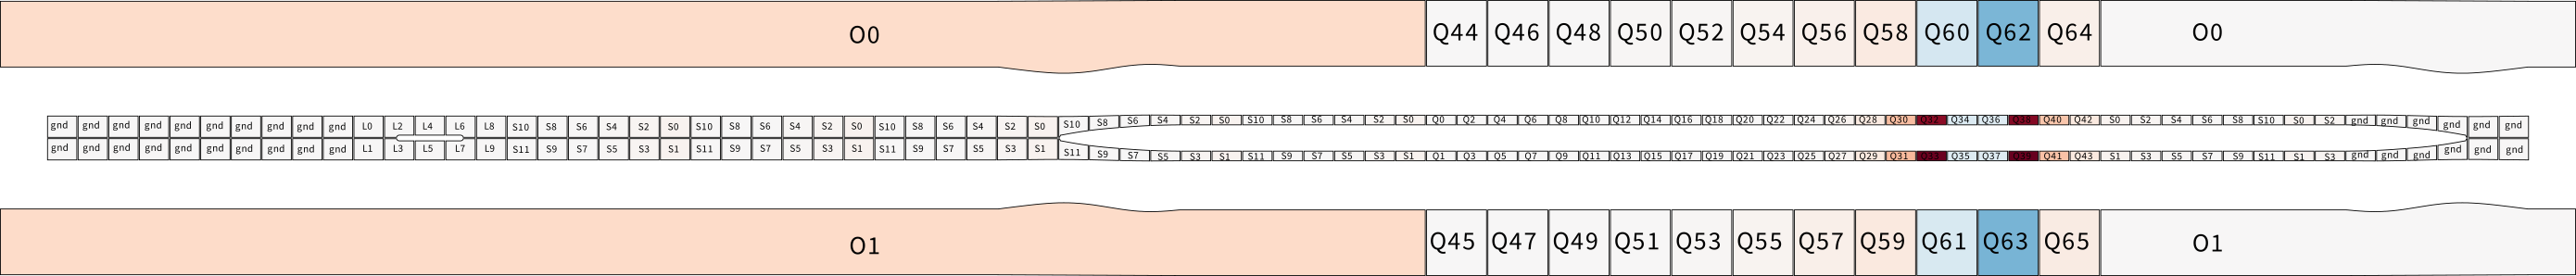 O0 Q44 Q46 Q48 Q50 Q52 Q54 Q56 Q58 Q60 Q62 Q64 O0
gnd gnd gnd gnd gnd gnd gnd gnd gnd gnd L0 L2 L4 L6 L8 S10 S8 S6 S4 S2 S0 S10 S8 S6 S4 S2 S0 S10 S8 S6 S4 S2 S0 S10 S8 S6 S4 S2 S0 S10 S8 S6 S4 S2 S0 Q0 Q2 Q4 Q6 Q8 Q10 Q12 Q14 Q16 Q18 Q20 Q22 Q24 Q26 Q28 Q30 Q32 Q34 Q36 Q38 Q40 Q42 S0 S2 S4 S6 S8 S10 S0 S2 gnd gnd gnd gnd gnd gnd
gnd gnd gnd gnd gnd gnd gnd gnd gnd gnd L1 L3 L5 L7 L9 S11 S9 S7 S5 S3 S1 S11 S9 S7 S5 S3 S1 S11 S9 S7 S5 S3 S1 S11 S9 S7 S5 S3 S1 S11 S9 S7 S5 S3 S1 Q1 Q3 Q5 Q7 Q9 Q11 Q13 Q15 Q17 Q19 Q21 Q23 Q25 Q27 Q29 Q31 Q33 Q35 Q37 Q39 Q41 Q43 S1 S3 S5 S7 S9 S11 S1 S3 gnd gnd gnd gnd gnd gnd
O1 Q45 Q47 Q49 Q51 Q53 Q55 Q57 Q59 Q61 Q63 Q65 O1